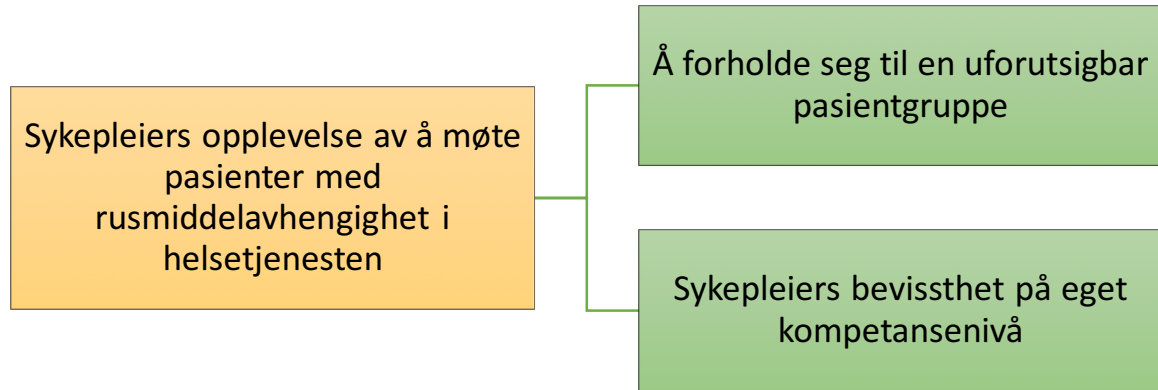 Sykepleiers opplevelse av å møte
pasienter med
rusmiddelavhengighet i
helsetjenesten
Å forholde seg til en uforutsigbar
pasientgruppe
Sykepleiers bevissthet på eget
kompetansenivå